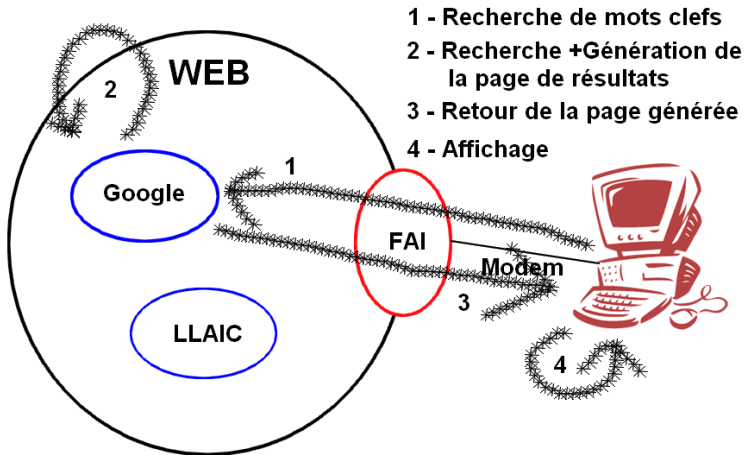 1 - Recherche de mots clefs
2 - Recherche +Génération de
la page de résultats
3 - Retour de la page générée
4 - Affichage
WEB
2
Google
1
FAI
Modem
3
LLAIC
4